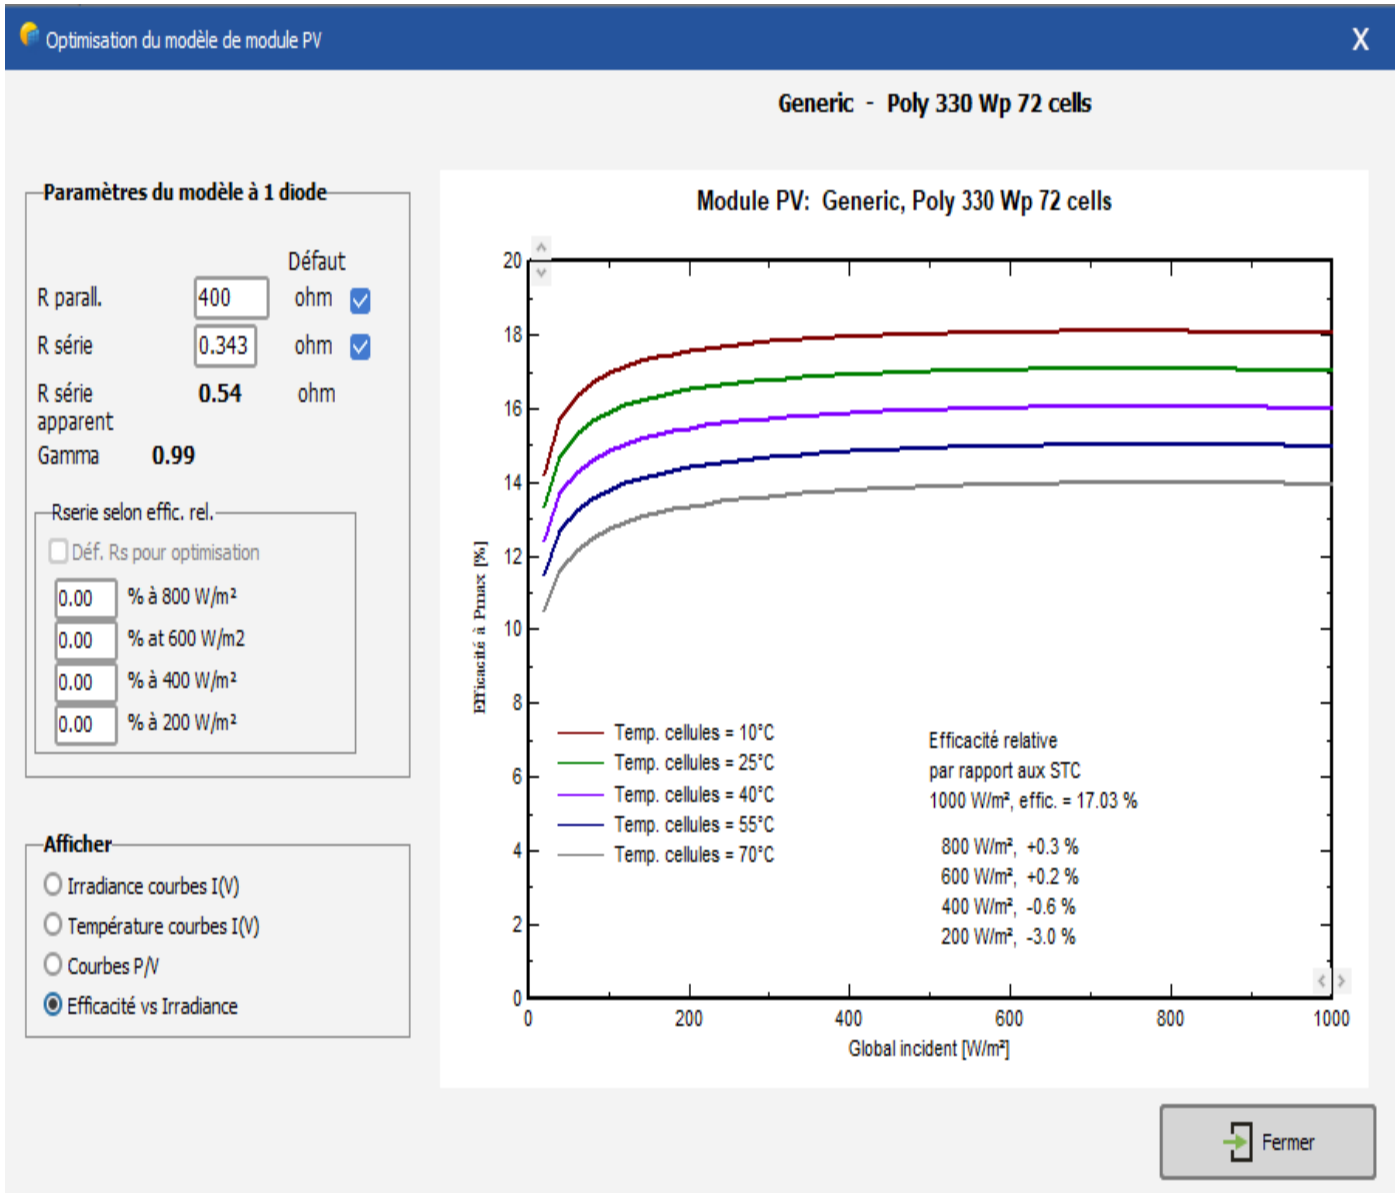 Optimisation du modèle de module PV
X
Generic - Poly 330 Wp 72 cells
Paramètres du modèle à 1 diode
Défaut
R parall. 400 ohm
R série 0.343 ohm
R série apparent 0.54 ohm
Gamma 0.99
Rserie selon effic. rel.
Déf. Rs pour optimisation
0.00 % à 800 W/m²
0.00 % at 600 W/m2
0.00 % à 400 W/m²
0.00 % à 200 W/m²
Afficher
Irradiance courbes I(V)
Température courbes I(V)
Courbes P/V
Efficacité vs Irradiance
Module PV: Generic, Poly 330 Wp 72 cells
20
18
16
14
12
10
8
6
4
2
0
Efficacité à Pmax [%]
Temp. cellules = 10°C
Temp. cellules = 25°C
Temp. cellules = 40°C
Temp. cellules = 55°C
Temp. cellules = 70°C
Efficacité relative
par rapport aux STC
1000 W/m², effic. = 17.03 %
800 W/m², +0.3 %
600 W/m², +0.2 %
400 W/m², -0.6 %
200 W/m², -3.0 %
0 200 400 600 800 1000
Global incident [W/m²]
Fermer